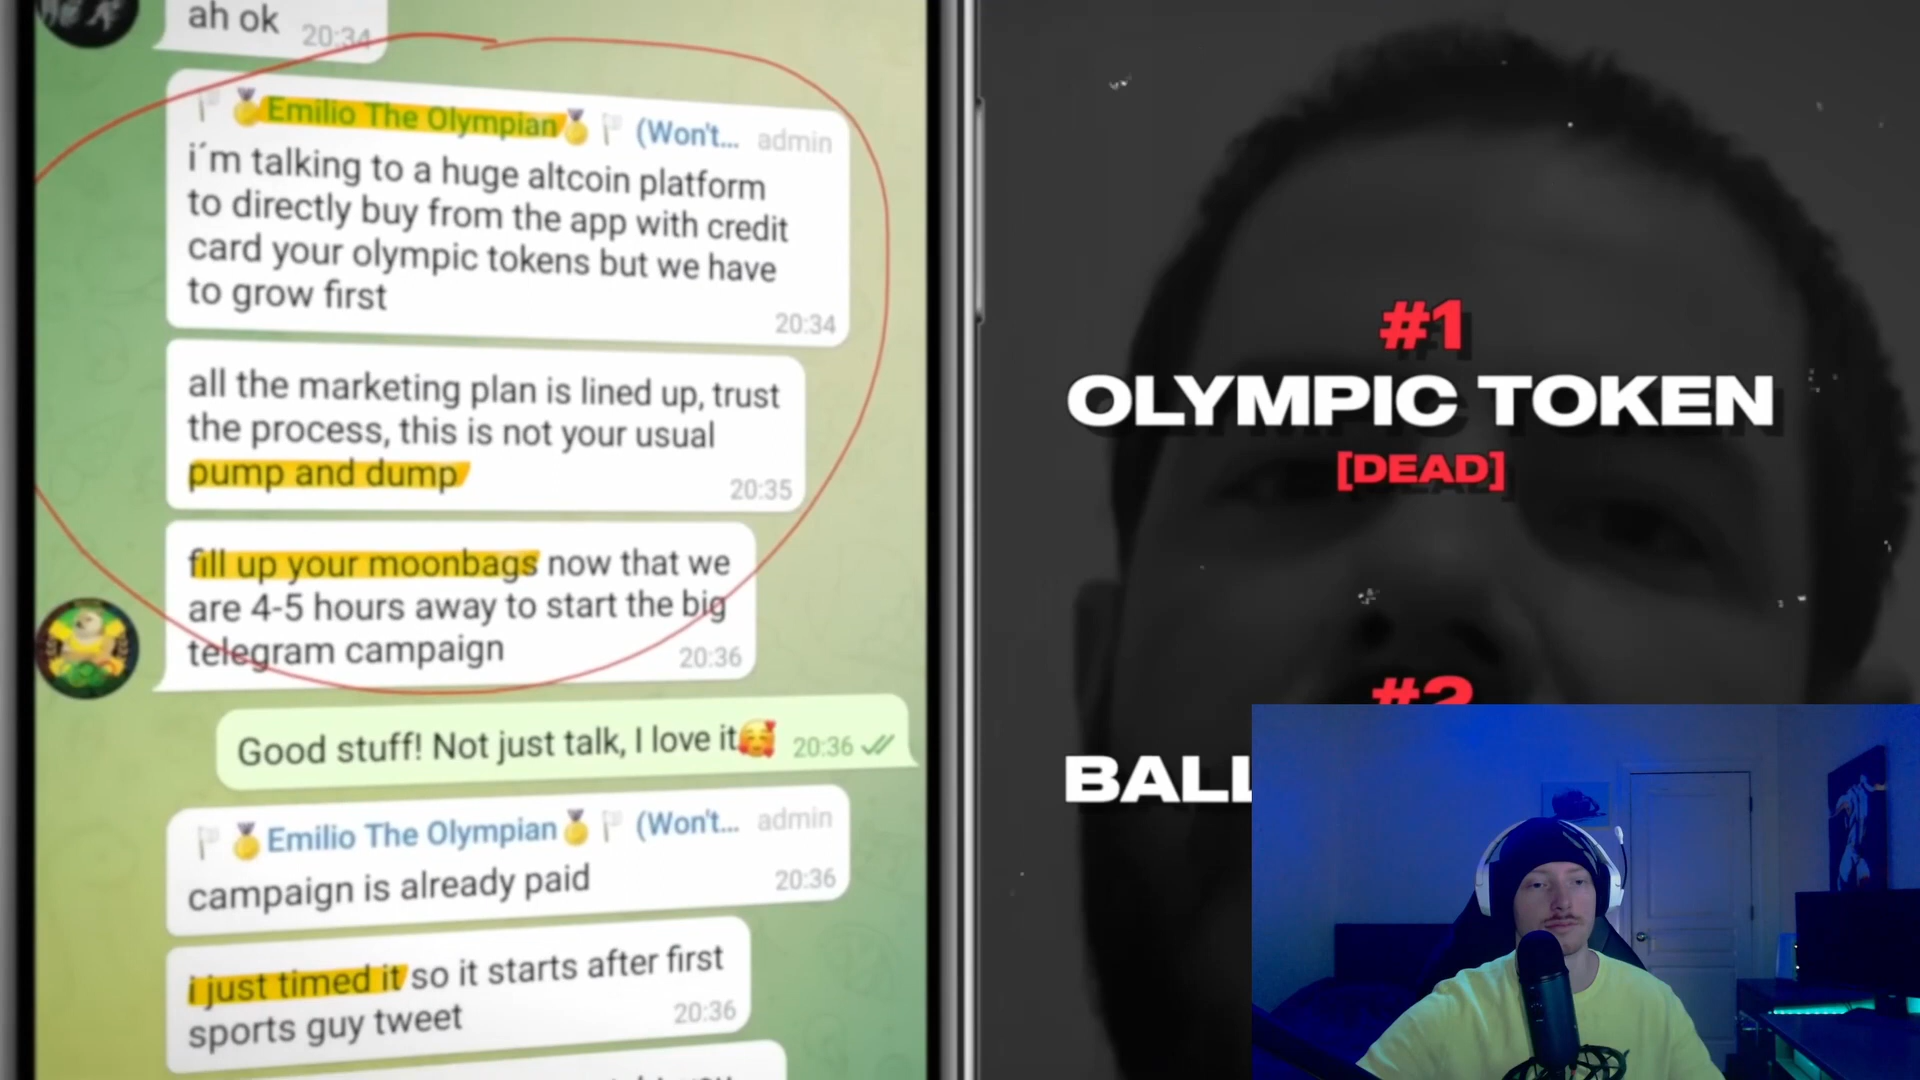 ah ok 20:34
Emilio The Olympian (Won't... admin
i´m talking to a huge altcoin platform
to directly buy from the app with credit
card your olympic tokens but we have
to grow first
20:34
all the marketing plan is lined up, trust
the process, this is not your usual
pump and dump
20:35
fill up your moonbags now that we
are 4-5 hours away to start the big
telegram campaign
20:36
Good stuff! Not just talk, I love it🥰 20:36
Emilio The Olympian (Won't... admin
campaign is already paid
20:36
i just timed it so it starts after first
sports guy tweet
20:36
#1
OLYMPIC TOKEN
[DEAD]
#2